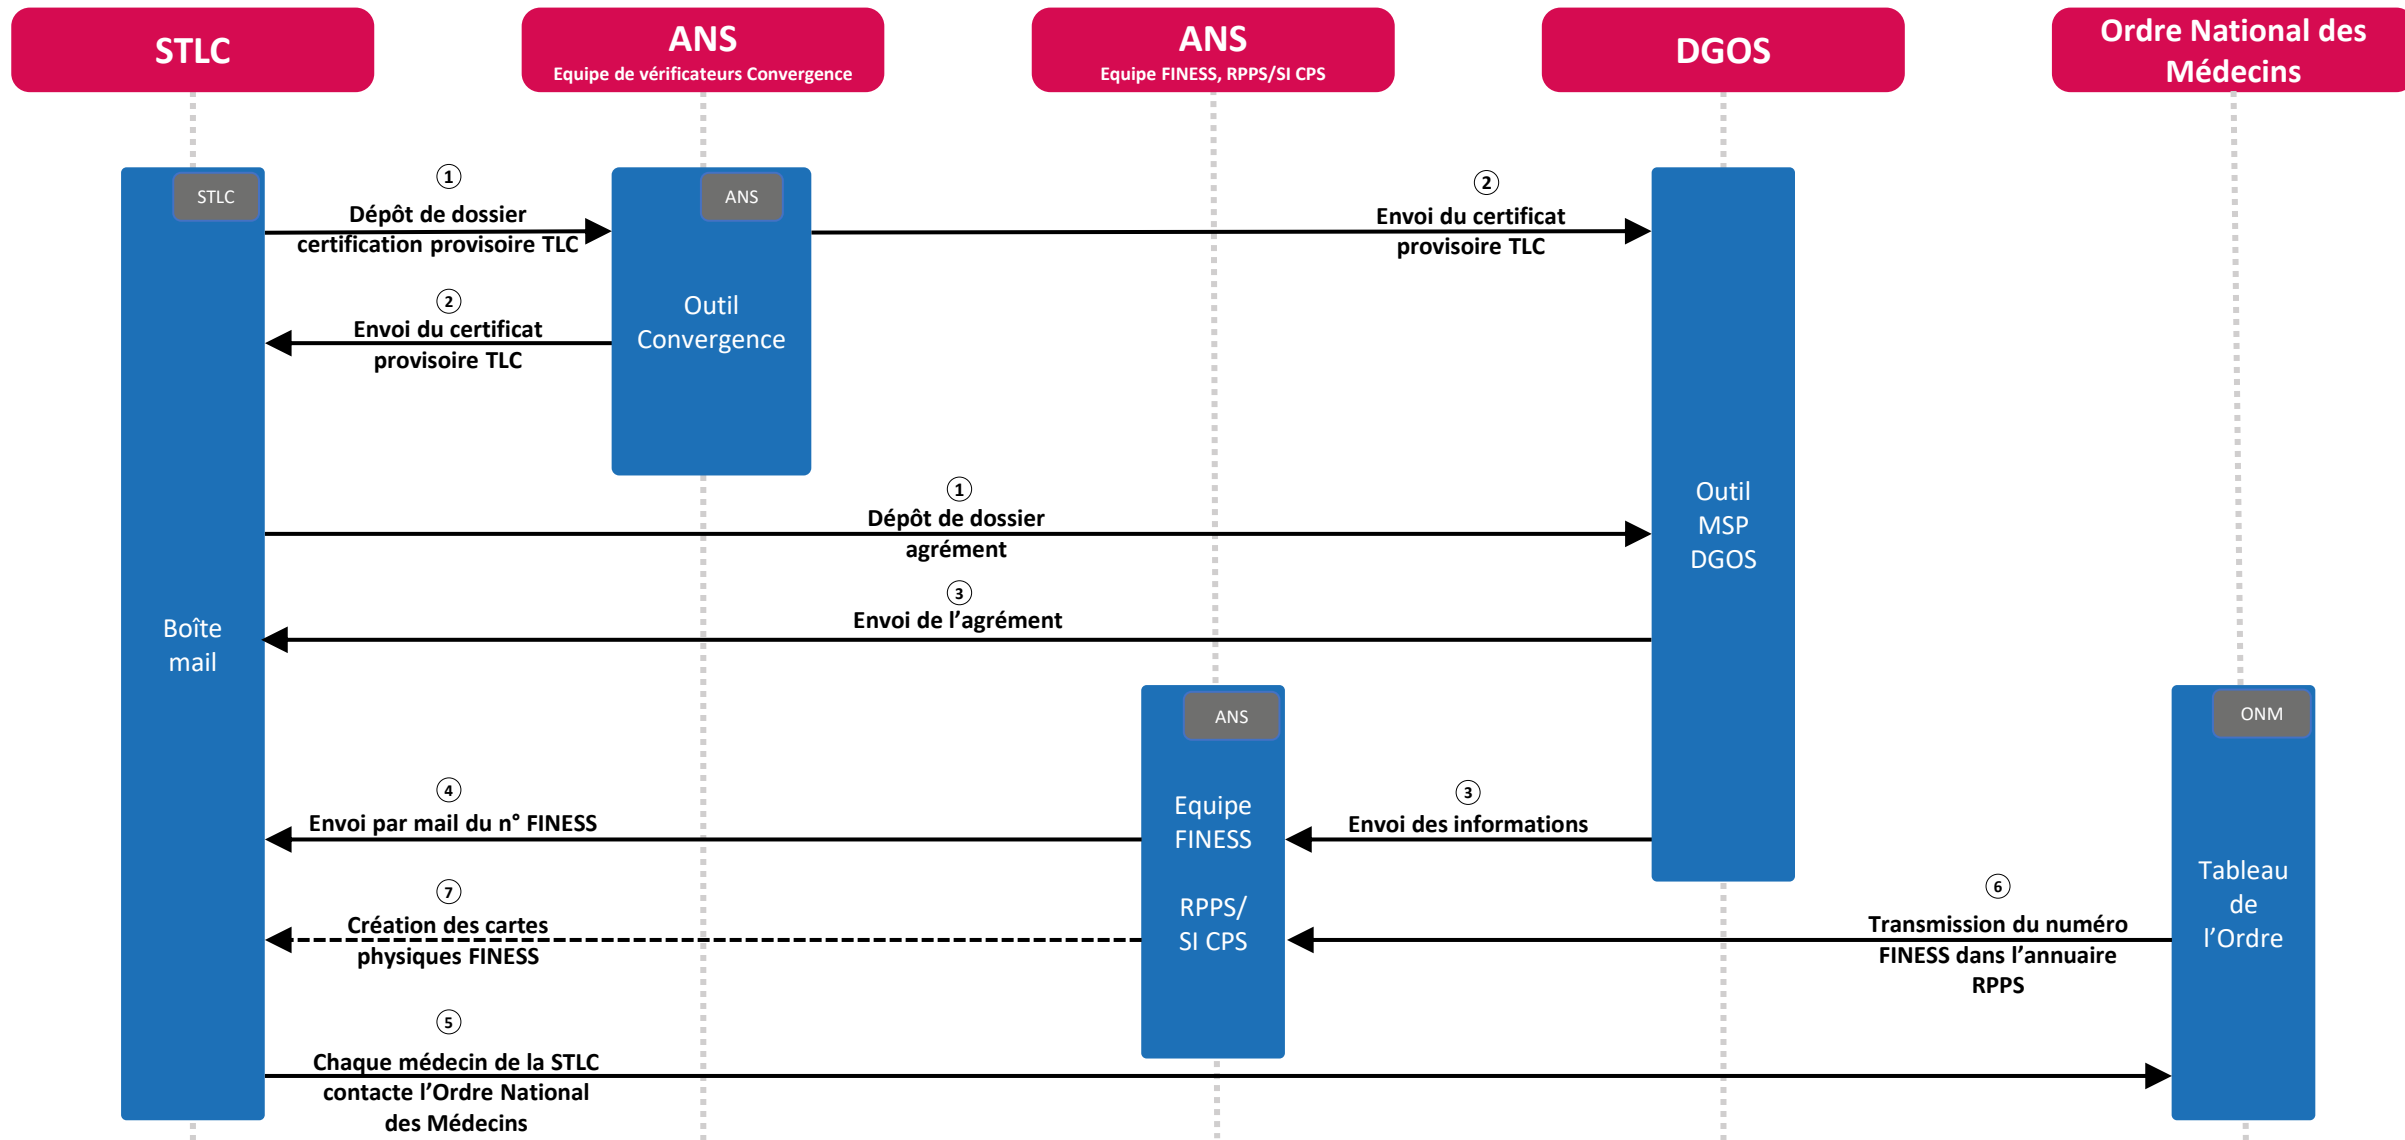 STLC
ANS
Equipe de vérificateurs Convergence
ANS
Equipe FINESS, RPPS/SI CPS
DGOS
Ordre National des
Médecins
STLC
ANS
1
Dépôt de dossier
certification provisoire TLC
2
Envoi du certificat
provisoire TLC
2
Envoi du certificat
provisoire TLC
Outil
Convergence
1
Dépôt de dossier
agrément
Outil
MSP
DGOS
3
Envoi de l'agrément
Boîte
mail
ANS
ONM
4
Envoi par mail du n° FINESS
Equipe
FINESS
RPPS/
SI CPS
3
Envoi des informations
7
Création des cartes
physiques FINESS
6
Transmission du numéro
FINESS dans l'annuaire
RPPS
Tableau
de
l'Ordre
5
Chaque médecin de la STLC
contacte l'Ordre National
des Médecins